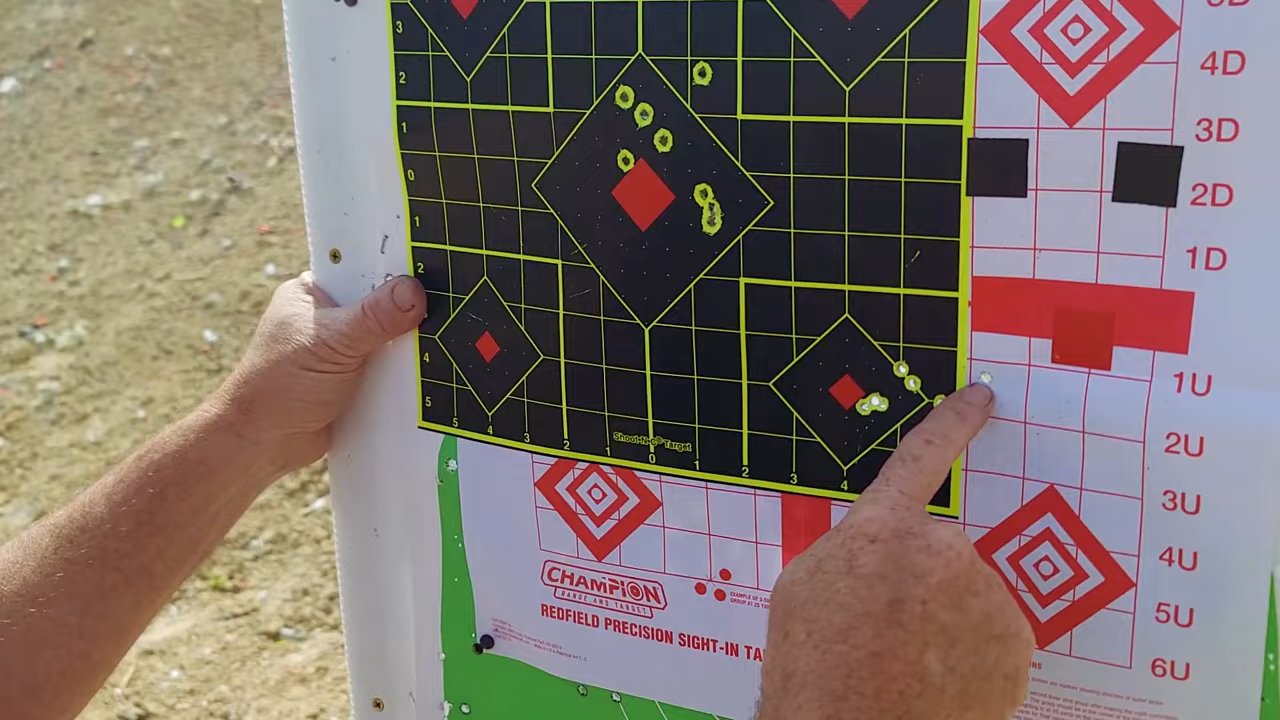 3
2
1
0
1
2
4
5
5
4
3
2
1
0
1
2
3
4
Shoot•N•C® Target
4D
3D
2D
1D
1U
2U
3U
4U
5U
6U
CHAMPION
RANGE AND TARGET
REDFIELD PRECISION SIGHT-IN TA